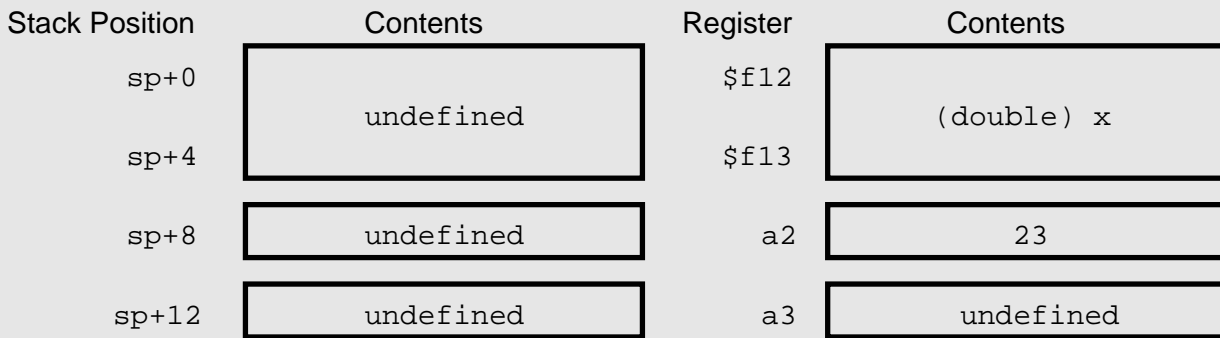 Stack Position Contents Register Contents
sp+0 $f12
undefined (double) x
sp+4 $f13
sp+8 undefined a2 23
sp+12 undefined a3 undefined